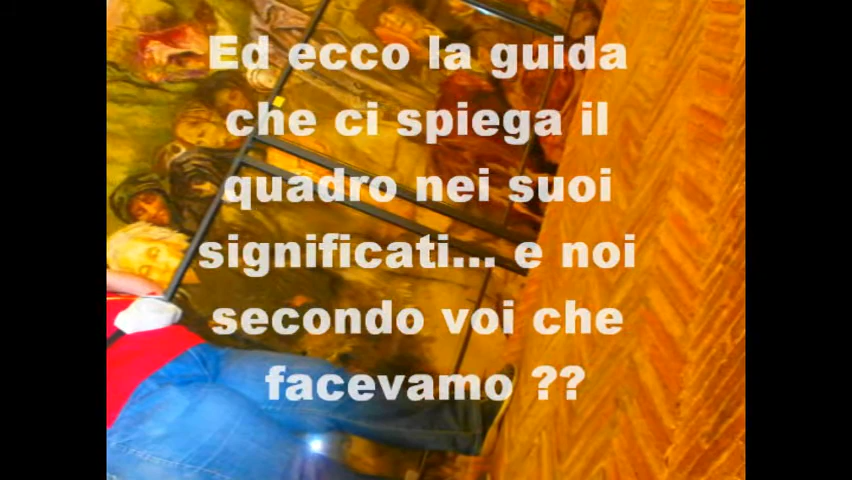 Ed ecco la guida
che ci spiega il
quadro nei suoi
significati... e noi
secondo voi che
facevamo ??